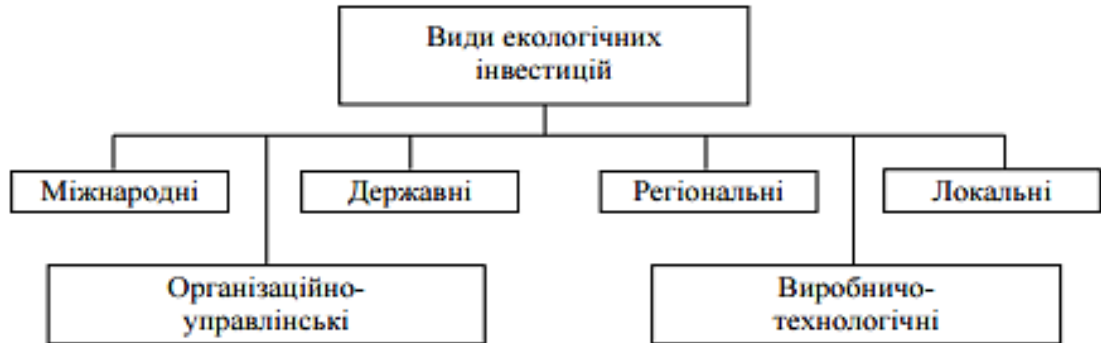 Види екологічних
інвестицій
Міжнародні
Державні
Регіональні
Локальні
Організаційно-
управлінські
Виробничо-
технологічні